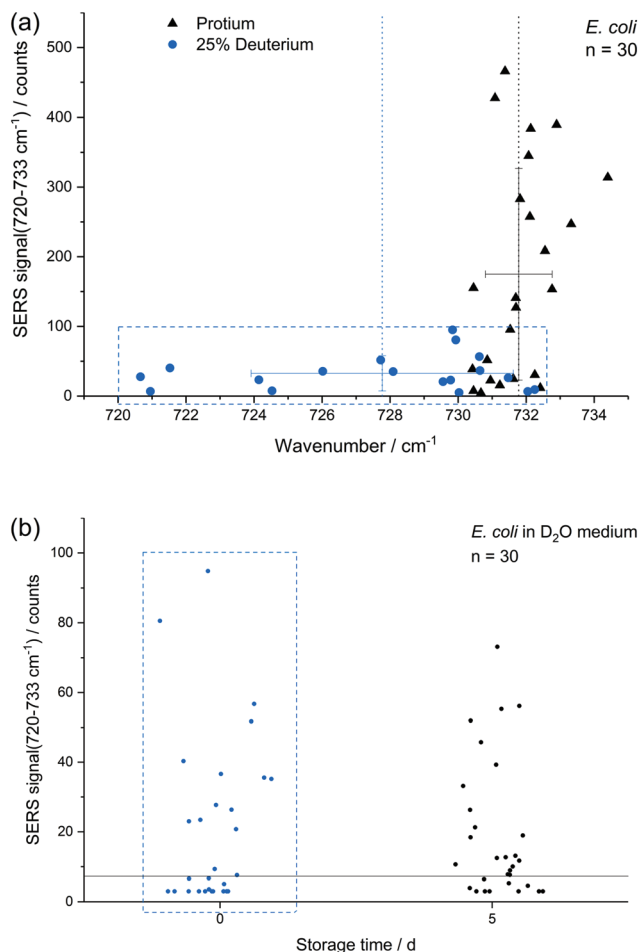 (a)
Protium
25% Deuterium
E. coli
n = 30
SERS signal(720-733 cm⁻¹) / counts
500
400
300
200
100
0
720 722 724 726 728 730 732 734
Wavenumber / cm⁻¹
(b)
E. coli in D₂O medium
n = 30
SERS signal(720-733 cm⁻¹) / counts
100
80
60
40
20
0
0 5
Storage time / d